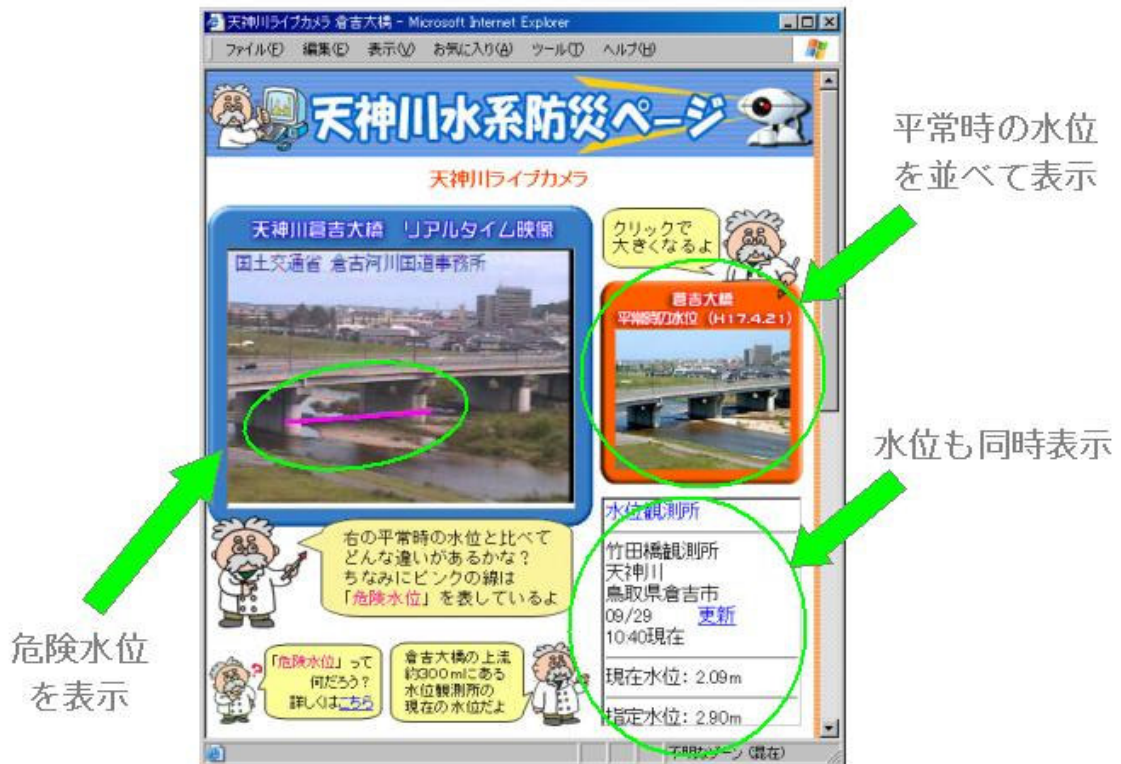 天神川ライブカメラ 倉吉大橋 - Microsoft Internet Explorer
ファイル(F) 編集(E) 表示(V) お気に入り(A) ツール(T) ヘルプ(H)
天神川水系防災ページ
天神川ライブカメラ
天神川倉吉大橋 リアルタイム映像
国土交通省 倉吉河川国道事務所
クリックで
大きくなるよ
倉吉大橋
平常時の水位 (H17.4.21)
右の平常時の水位と比べて
どんな違いがあるかな?
ちなみにピンクの線は
「危険水位」を表しているよ
「危険水位」って
何だろう?
詳しくはこちら
倉吉大橋の上流
約300mにある
水位観測所の
現在の水位だよ
水位観測所
竹田橋観測所
天神川
鳥取県倉吉市
09/29 更新
10:40現在
現在水位: 2.09m
指定水位: 2.90m
不明なゾーン (混在)
平常時の水位
を並べて表示
水位も同時表示
危険水位
を表示